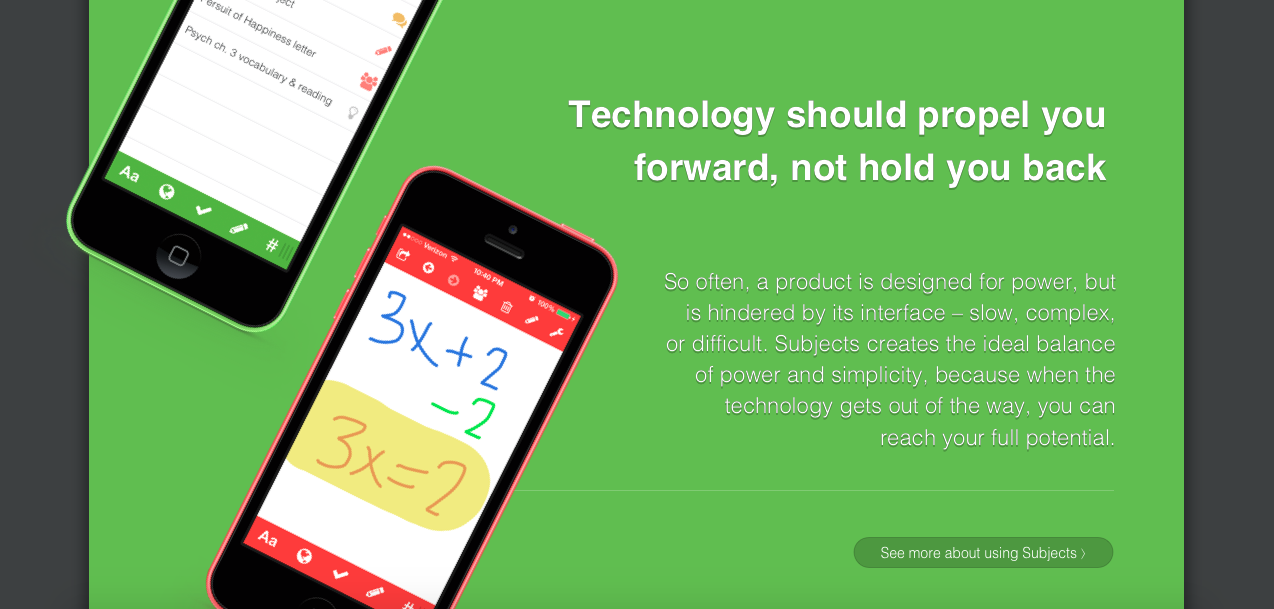 Persuit of Happiness letter
Psych ch. 3 vocabulary & reading
Aa
#
Technology should propel you
forward, not hold you back
Verizon
10:40 PM
100%
3x+2
-2
3x=2
Aa
#
So often, a product is designed for power, but
is hindered by its interface – slow, complex,
or difficult. Subjects creates the ideal balance
of power and simplicity, because when the
technology gets out of the way, you can
reach your full potential.
See more about using Subjects 〉